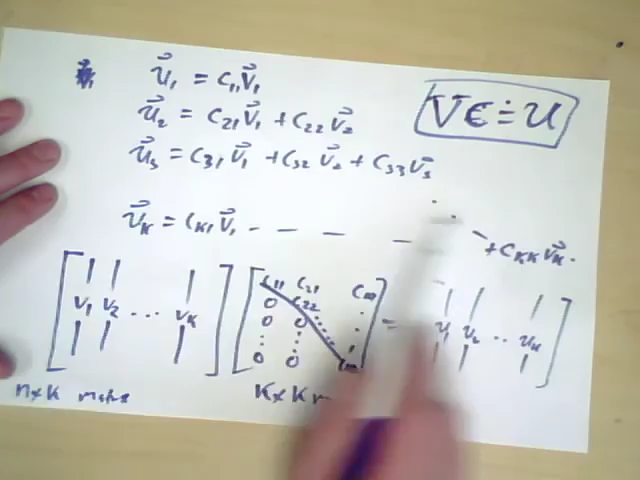 u⃗₁ = c₁₁v⃗₁
u⃗₂ = c₂₁v⃗₁ + c₂₂v⃗₂
VC = U
u⃗₃ = c₃₁v⃗₁ + c₃₂v⃗₂ + c₃₃v⃗₃
u⃗ₖ = cₖ₁v⃗₁ - - - - - + cₖₖv⃗ₖ.
[v₁ v₂ ... vₖ] [c₁₁ c₂₁
0 c₂₂
0 0
0 0] = [u₁ u₂ .. uₖ]
n×k K×K